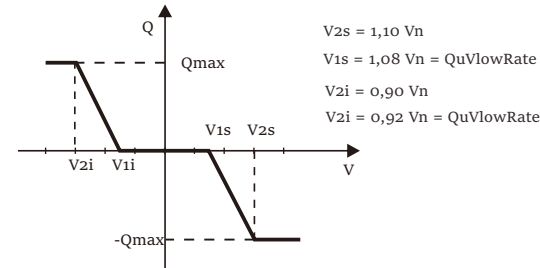 Q
Qmax
V2s = 1,10 Vn
V1s = 1,08 Vn = QuVlowRate
V2i = 0,90 Vn
V2i = 0,92 Vn = QuVlowRate
V1s V2s
V2i V1i
V
-Qmax